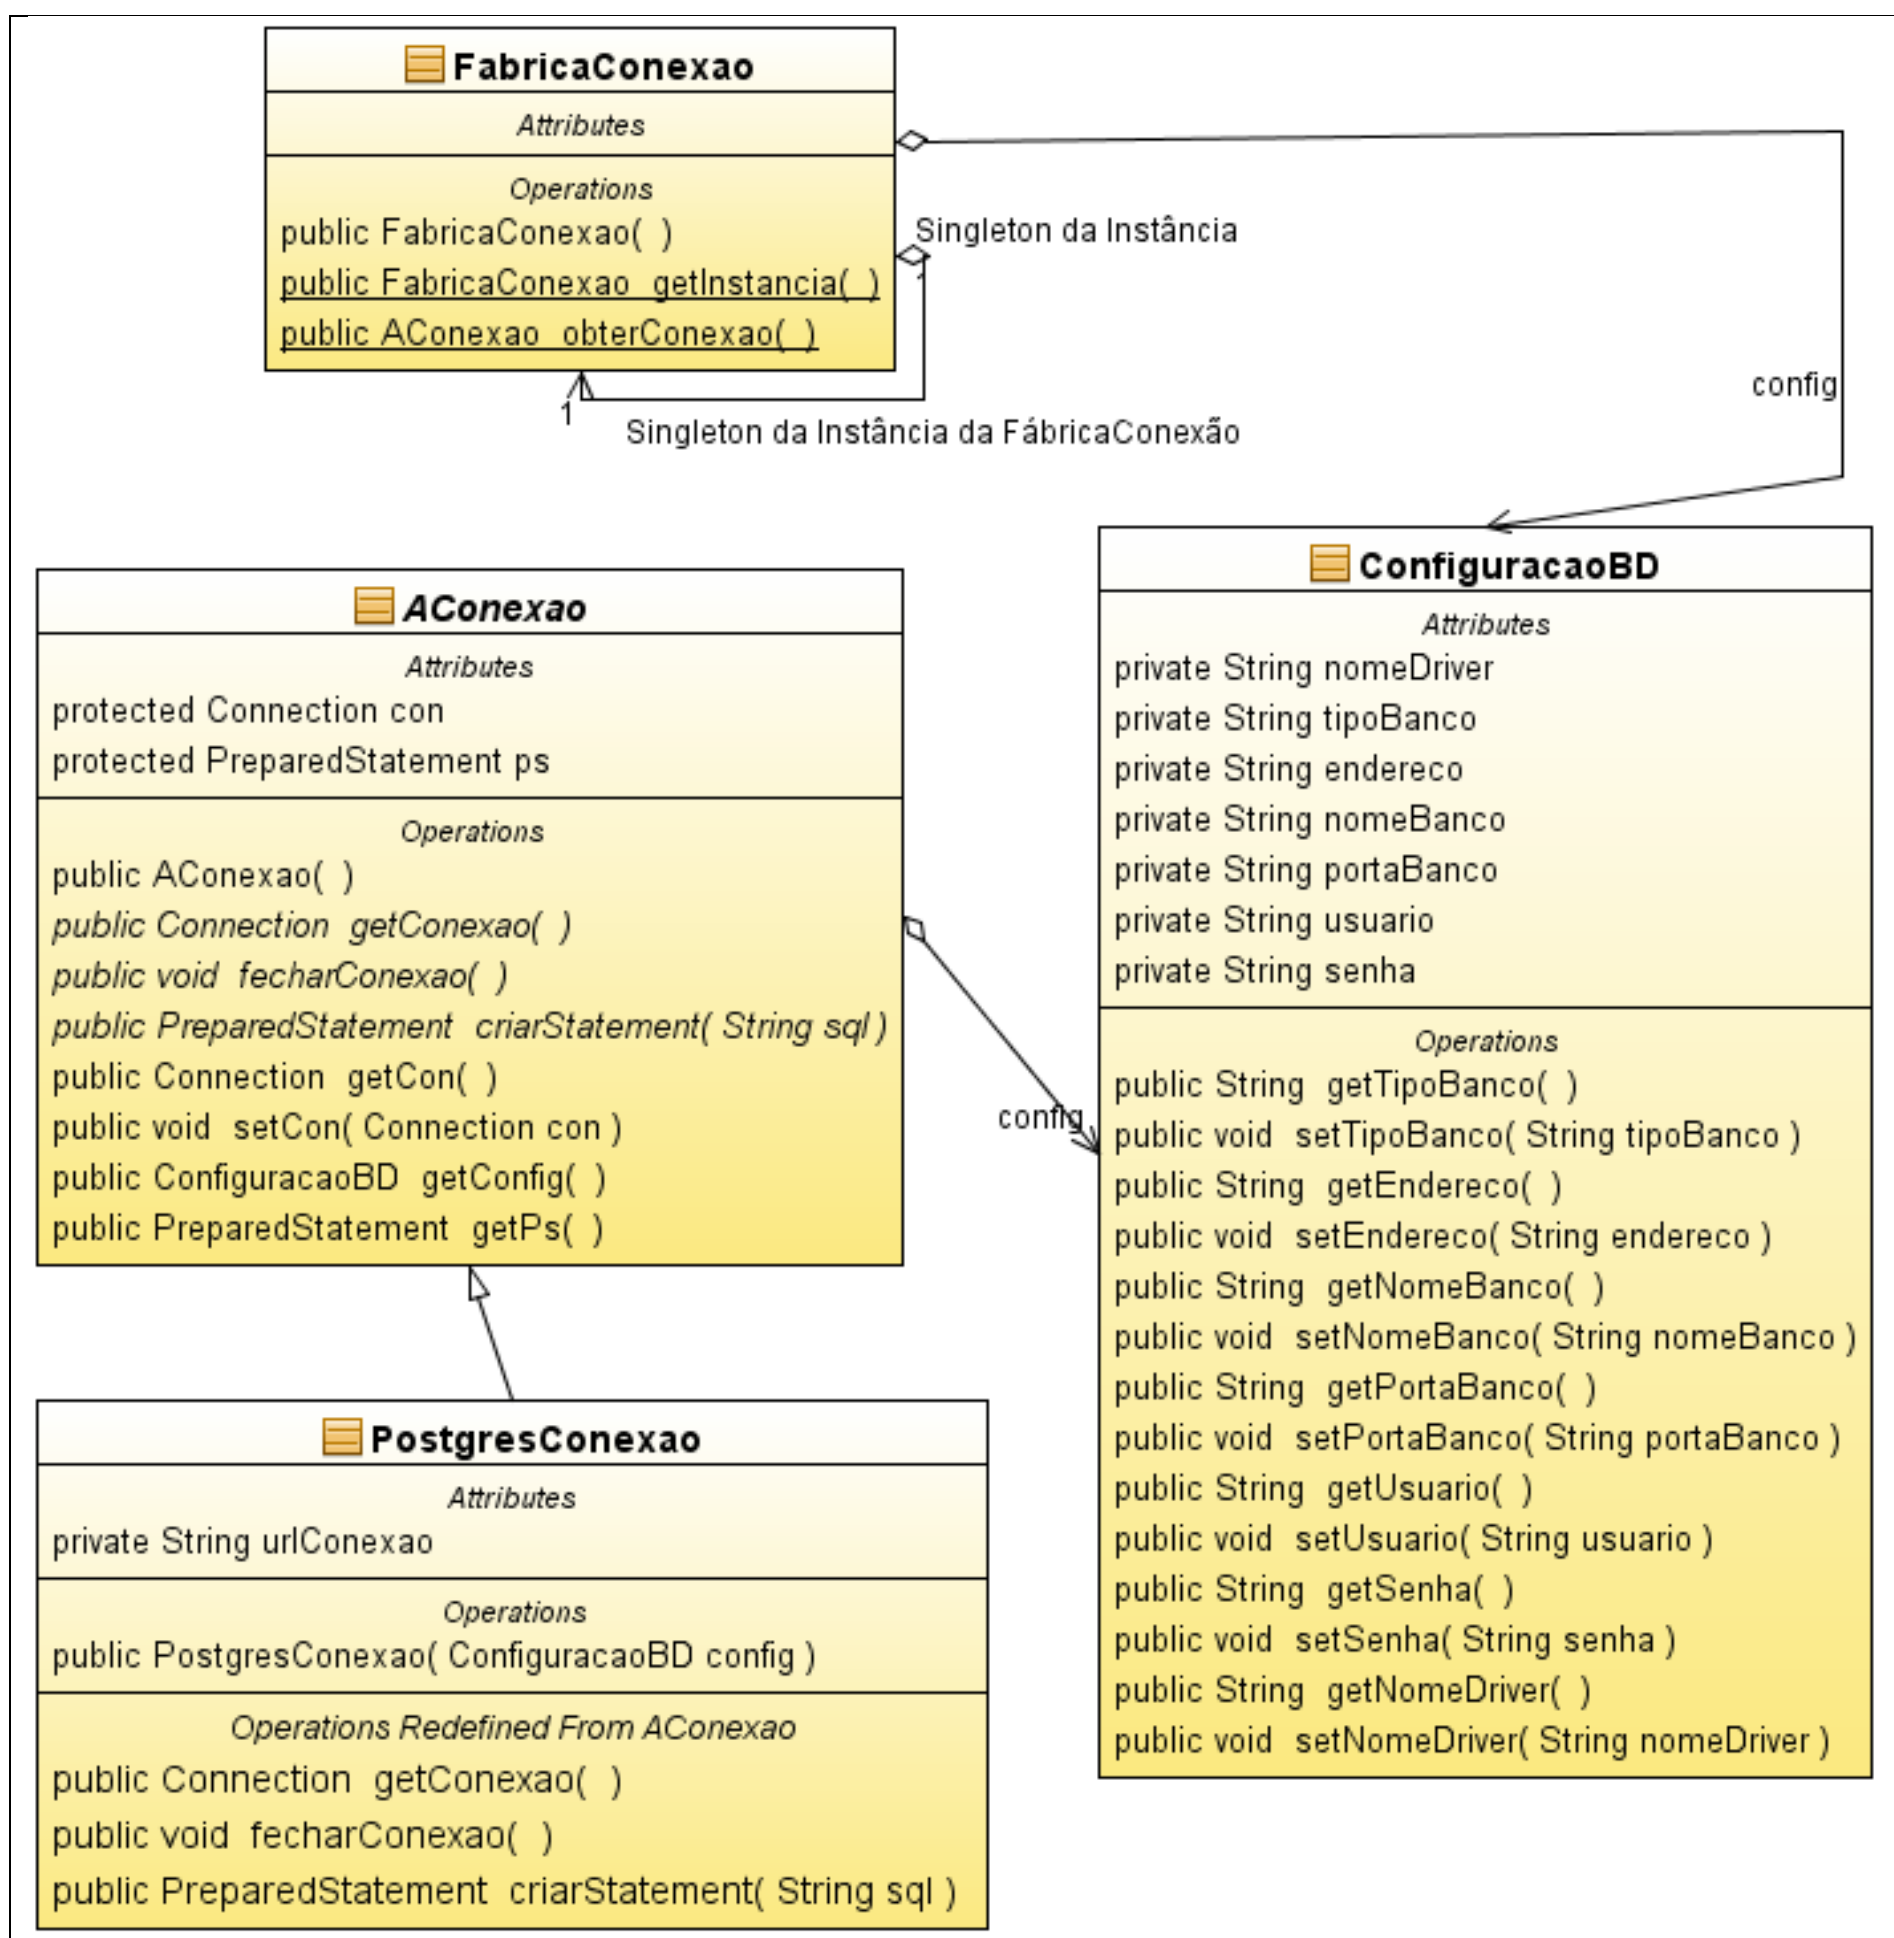 FabricaConexao
Attributes
Operations
public FabricaConexao( )
public FabricaConexao getInstancia( )
public AConexao obterConexao( )
Singleton da Instância
1
1
Singleton da Instância da FábricaConexão
config
AConexao
Attributes
protected Connection con
protected PreparedStatement ps
Operations
public AConexao( )
public Connection getConexao( )
public void fecharConexao( )
public PreparedStatement criarStatement( String sql )
public Connection getCon( )
public void setCon( Connection con )
public ConfiguracaoBD getConfig( )
public PreparedStatement getPs( )
config
ConfiguracaoBD
Attributes
private String nomeDriver
private String tipoBanco
private String endereco
private String nomeBanco
private String portaBanco
private String usuario
private String senha
Operations
public String getTipoBanco( )
public void setTipoBanco( String tipoBanco )
public String getEndereco( )
public void setEndereco( String endereco )
public String getNomeBanco( )
public void setNomeBanco( String nomeBanco )
public String getPortaBanco( )
public void setPortaBanco( String portaBanco )
public String getUsuario( )
public void setUsuario( String usuario )
public String getSenha( )
public void setSenha( String senha )
public String getNomeDriver( )
public void setNomeDriver( String nomeDriver )
PostgresConexao
Attributes
private String urlConexao
Operations
public PostgresConexao( ConfiguracaoBD config )
Operations Redefined From AConexao
public Connection getConexao( )
public void fecharConexao( )
public PreparedStatement criarStatement( String sql )